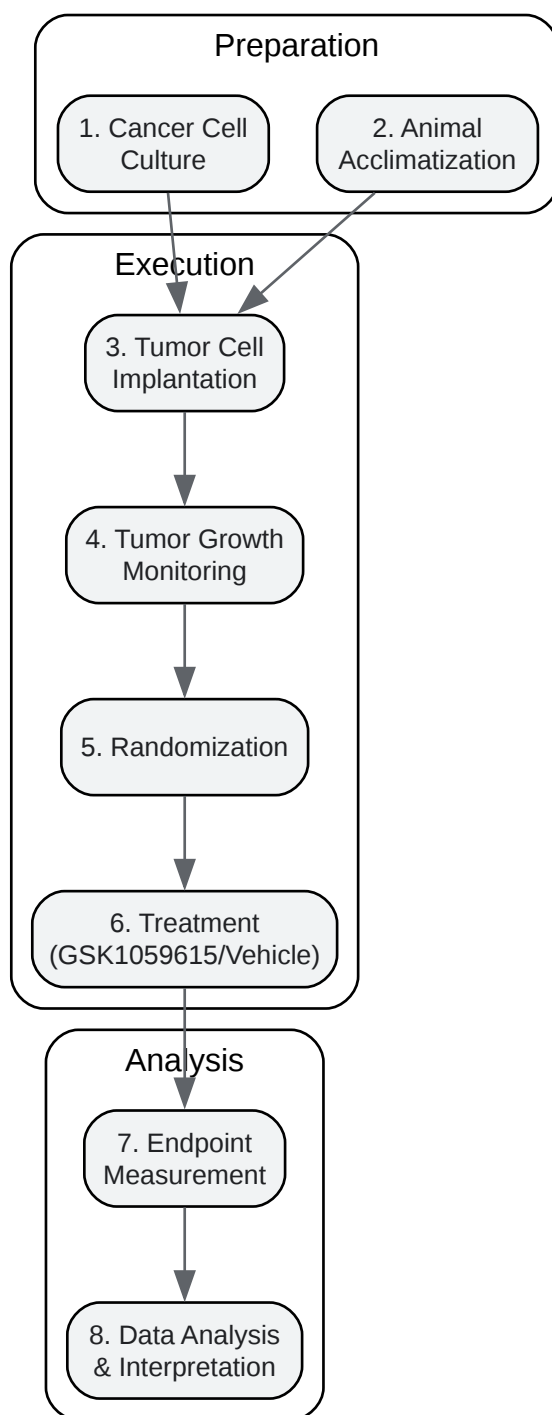 Preparation
1. Cancer Cell
Culture
2. Animal
Acclimatization
Execution
3. Tumor Cell
Implantation
4. Tumor Growth
Monitoring
5. Randomization
6. Treatment
(GSK1059615/Vehicle)
Analysis
7. Endpoint
Measurement
8. Data Analysis
& Interpretation